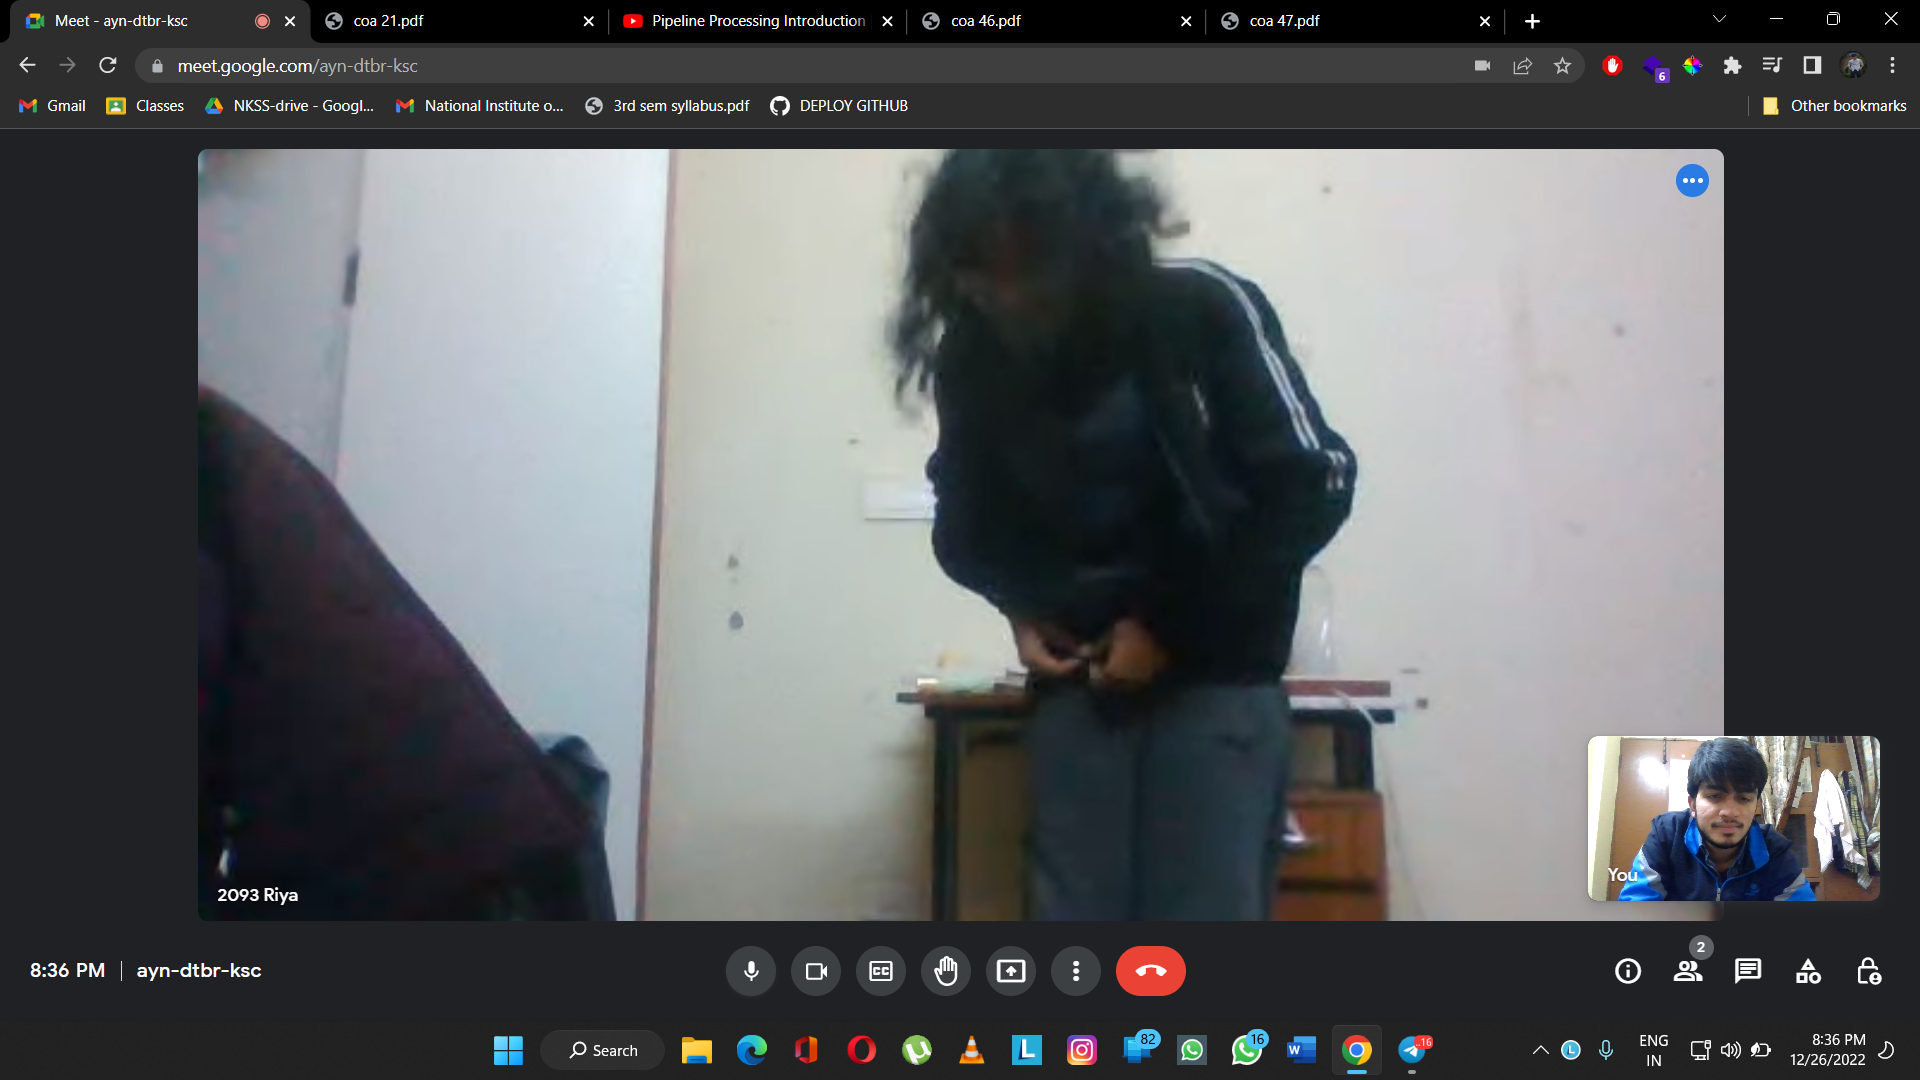 Meet - ayn-dtbr-ksc
coa 21.pdf
Pipeline Processing Introduction
coa 46.pdf
coa 47.pdf
meet.google.com/ayn-dtbr-ksc
6
Gmail
Classes
NKSS-drive - Googl...
National Institute o...
3rd sem syllabus.pdf
DEPLOY GITHUB
Other bookmarks
2093 Riya
You
8:36 PM
ayn-dtbr-ksc
CC
2
Search
82
16
..16
L
W
L
ENG
IN
8:36 PM
12/26/2022